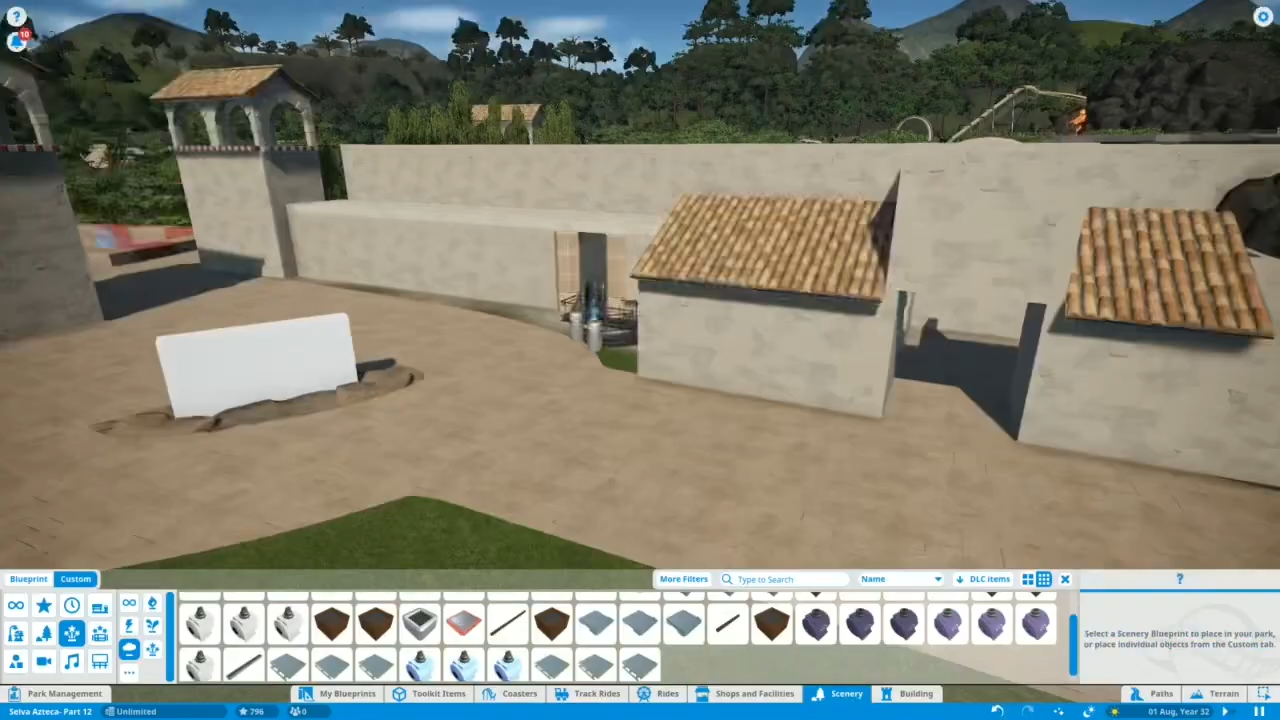 ?
10
Blueprint Custom
More Filters Type to Search Name DLC items ?
Select a Scenery Blueprint to place in your park, or place individual objects from the Custom tab.
Park Management My Blueprints Toolkit Items Coasters Track Rides Rides Shops and Facilities Scenery Building Paths Terrain
Selva Azteca- Part 12 Unlimited 796 0 01 Aug, Year 32